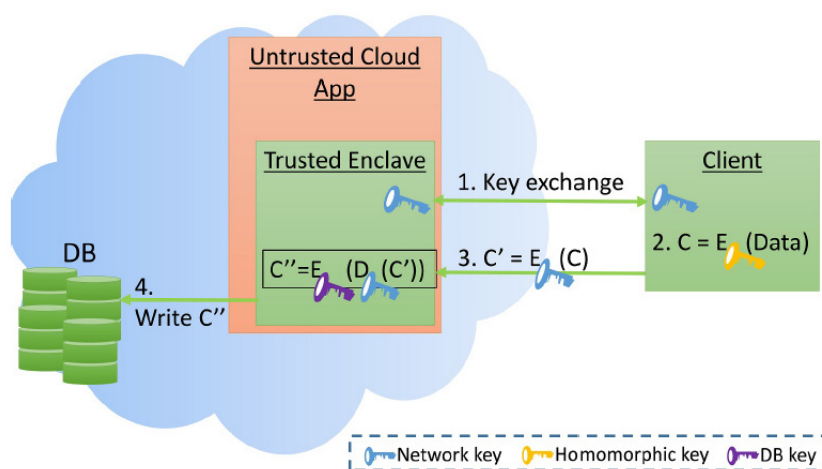 Untrusted Cloud
App
Trusted Enclave
Client
1. Key exchange
2. C = E (Data)
DB
C''=E (D (C'))
3. C' = E (C)
4.
Write C''
Network key
Homomorphic key
DB key